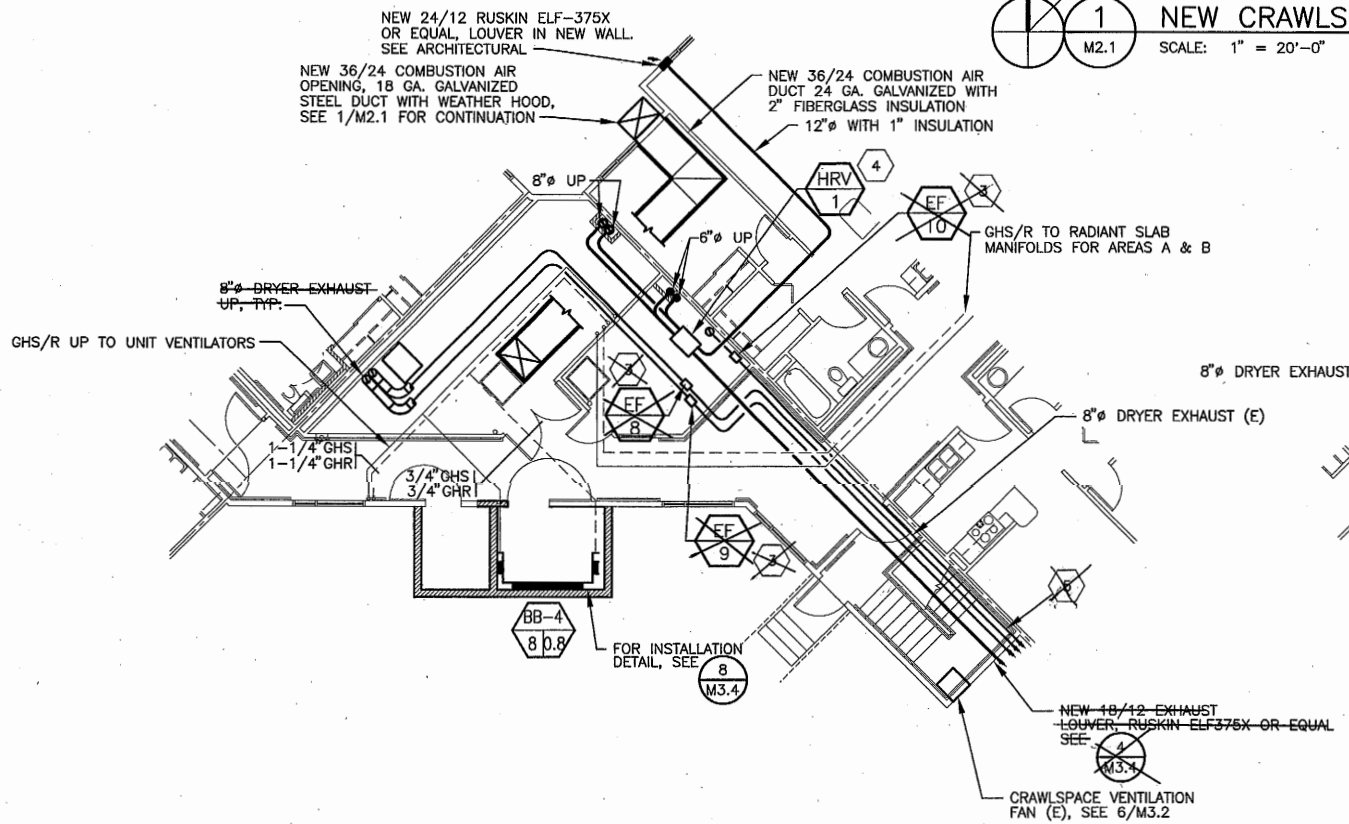 NEW 24/12 RUSKIN ELF-375X
OR EQUAL, LOUVER IN NEW WALL.
SEE ARCHITECTURAL
1
M2.1
NEW CRAWLS
SCALE: 1" = 20'-0"
NEW 36/24 COMBUSTION AIR
OPENING, 18 GA. GALVANIZED
STEEL DUCT WITH WEATHER HOOD,
SEE 1/M2.1 FOR CONTINUATION
NEW 36/24 COMBUSTION AIR
DUCT 24 GA. GALVANIZED WITH
2" FIBERGLASS INSULATION
12"ø WITH 1" INSULATION
8"ø UP
HRV
1
4
EF
10
3
6"ø UP
GHS/R TO RADIANT SLAB
MANIFOLDS FOR AREAS A & B
8"ø DRYER EXHAUST
UP, TYP.
GHS/R UP TO UNIT VENTILATORS
3
EF
8
8"ø DRYER EXHAUST
8"ø DRYER EXHAUST (E)
1-1/4"GHS
1-1/4"GHR
3/4"GHS
3/4"GHR
EF
9
3
BB-4
8 0.8
FOR INSTALLATION
DETAIL, SEE
8
M3.4
NEW 18/12 EXHAUST
LOUVER, RUSKIN ELF375X OR EQUAL
SEE
4
M3.4
CRAWLSPACE VENTILATION
FAN (E), SEE 6/M3.2